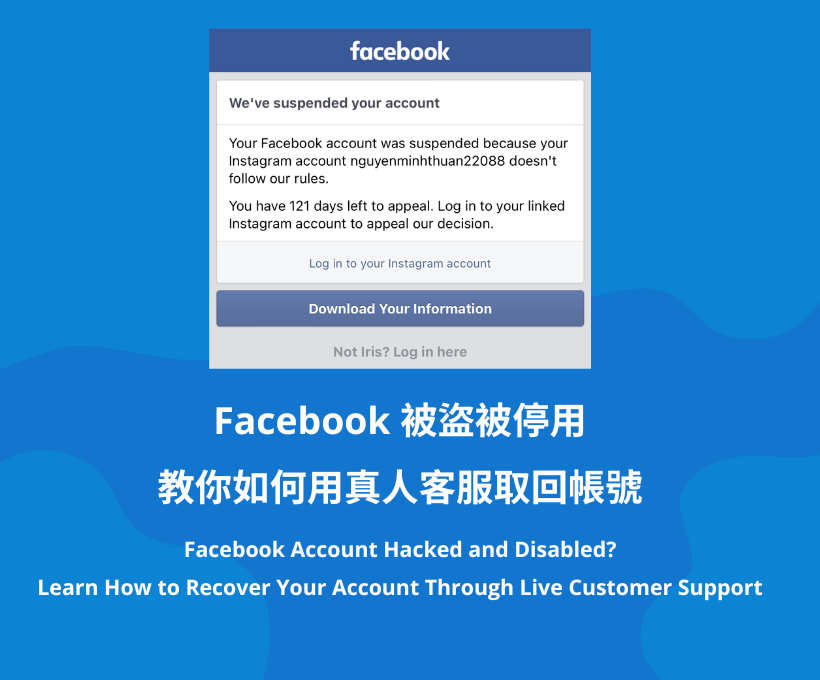 facebook
We've suspended your account
Your Facebook account was suspended because your
Instagram account nguyenminhthuan22088 doesn't
follow our rules.
You have 121 days left to appeal. Log in to your linked
Instagram account to appeal our decision.
Log in to your Instagram account
Download Your Information
Not Iris? Log in here
Facebook 被盜被停用
教你如何用真人客服取回帳號
Facebook Account Hacked and Disabled?
Learn How to Recover Your Account Through Live Customer Support